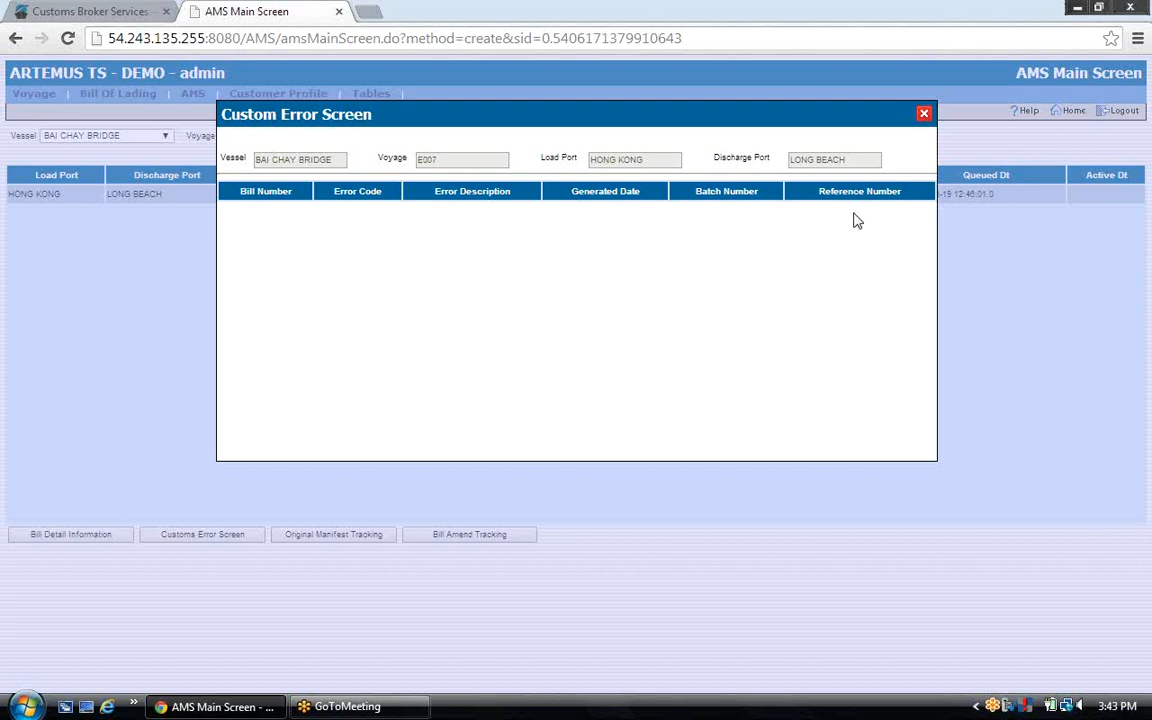 Customs Broker Services
AMS Main Screen
54.243.135.255:8080/AMS/amsMainScreen.do?method=create&sid=0.5406171379910643
ARTEMUS TS - DEMO - admin
AMS Main Screen
Voyage | Bill Of Lading | AMS | Customer Profile | Tables |
Custom Error Screen
Help Home Logout
Vessel BAI CHAY BRIDGE Voyage
Vessel BAI CHAY BRIDGE Voyage E007 Load Port HONG KONG Discharge Port LONG BEACH
Load Port Discharge Port Queued Dt Active Dt
Bill Number Error Code Error Description Generated Date Batch Number Reference Number
HONG KONG LONG BEACH -19 12:46:01.0
Bill Detail Information Customs Error Screen Original Manifest Tracking Bill Amend Tracking
AMS Main Screen - ... GoToMeeting 3:43 PM